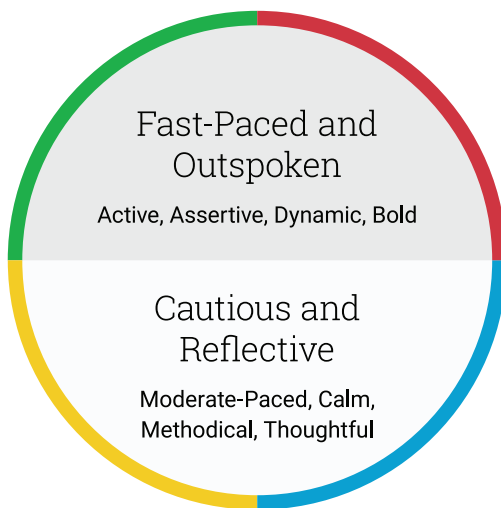 Fast-Paced and
Outspoken
Active, Assertive, Dynamic, Bold
Cautious and
Reflective
Moderate-Paced, Calm,
Methodical, Thoughtful